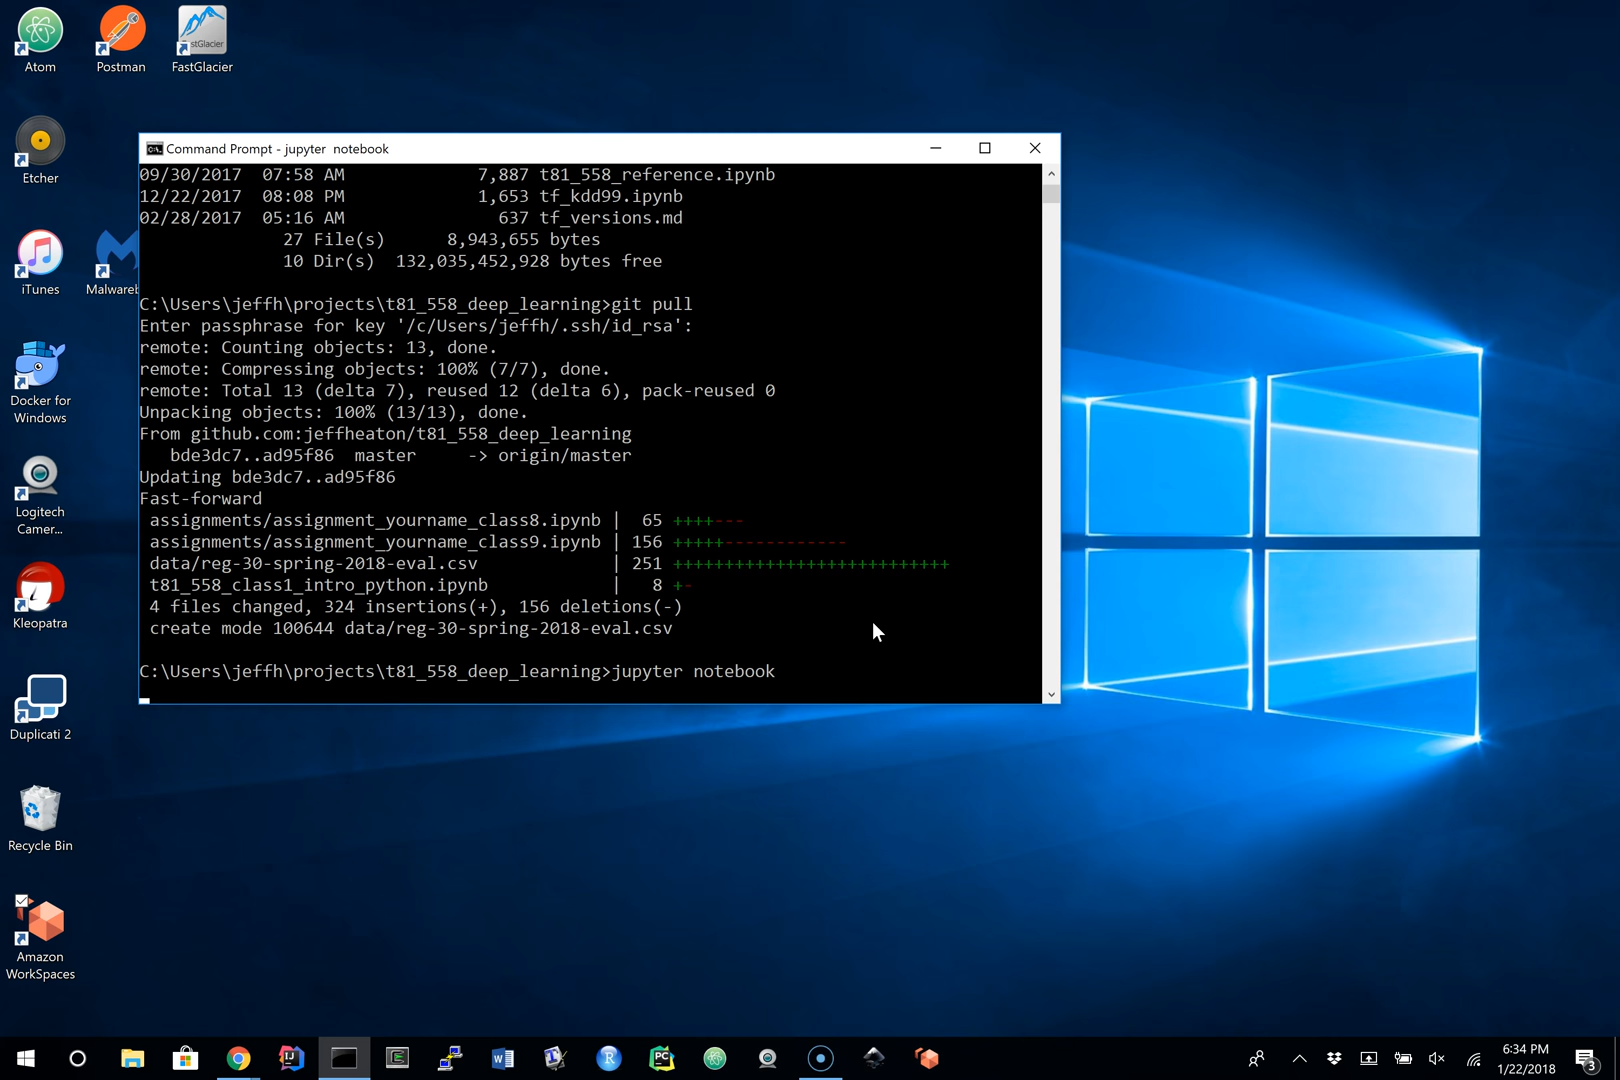 Atom
Postman
stGlacier
FastGlacier
Etcher
iTunes
Malwareb
Docker for
Windows
Logitech
Camer...
Kleopatra
Duplicati 2
Recycle Bin
Amazon
WorkSpaces
Command Prompt - jupyter  notebook
09/30/2017  07:58 AM             7,887 t81_558_reference.ipynb
12/22/2017  08:08 PM             1,653 tf_kdd99.ipynb
02/28/2017  05:16 AM               637 tf_versions.md
27 File(s)      8,943,655 bytes
10 Dir(s)  132,035,452,928 bytes free
C:\Users\jeffh\projects\t81_558_deep_learning>git pull
Enter passphrase for key '/c/Users/jeffh/.ssh/id_rsa':
remote: Counting objects: 13, done.
remote: Compressing objects: 100% (7/7), done.
remote: Total 13 (delta 7), reused 12 (delta 6), pack-reused 0
Unpacking objects: 100% (13/13), done.
From github.com:jeffheaton/t81_558_deep_learning
bde3dc7..ad95f86  master     -> origin/master
Updating bde3dc7..ad95f86
Fast-forward
assignments/assignment_yourname_class8.ipynb |  65 ++++---
assignments/assignment_yourname_class9.ipynb | 156 +++++------------
data/reg-30-spring-2018-eval.csv             | 251 +++++++++++++++++++++++++++
t81_558_class1_intro_python.ipynb            |   8 +-
4 files changed, 324 insertions(+), 156 deletions(-)
create mode 100644 data/reg-30-spring-2018-eval.csv
C:\Users\jeffh\projects\t81_558_deep_learning>jupyter notebook
6:34 PM
1/22/2018
3